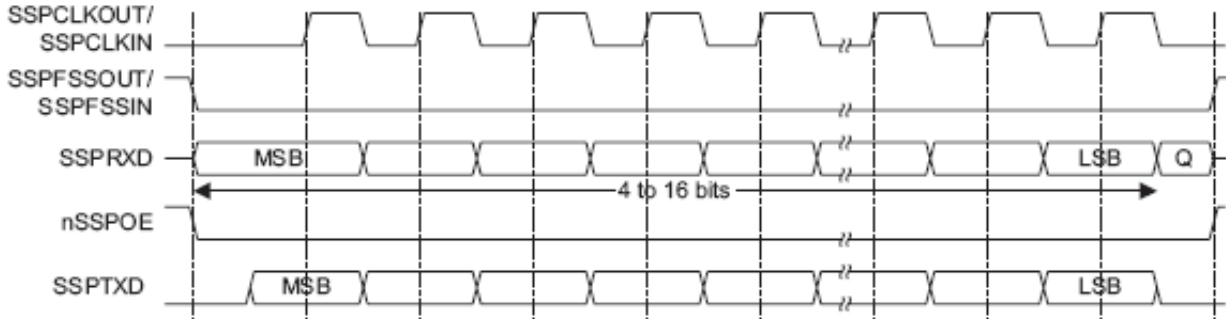 SSPCLKOUT/
SSPCLKIN
SSPFSSOUT/
SSPFSSIN
SSPRXD MSB LSB Q
4 to 16 bits
nSSPOE
SSPTXD MSB LSB